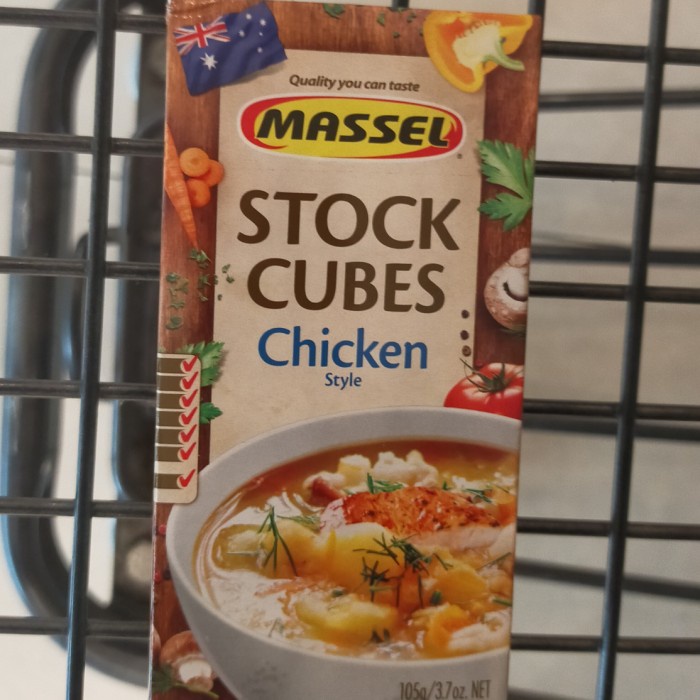 Quality you can taste
MASSEL
STOCK
CUBES
Chicken
Style
105g/3.7oz. NET